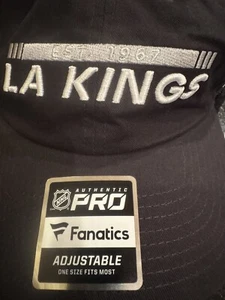 EST. 1967
LA KINGS
NHL
AUTHENTIC
PRO
Fanatics
ADJUSTABLE
ONE SIZE FITS MOST